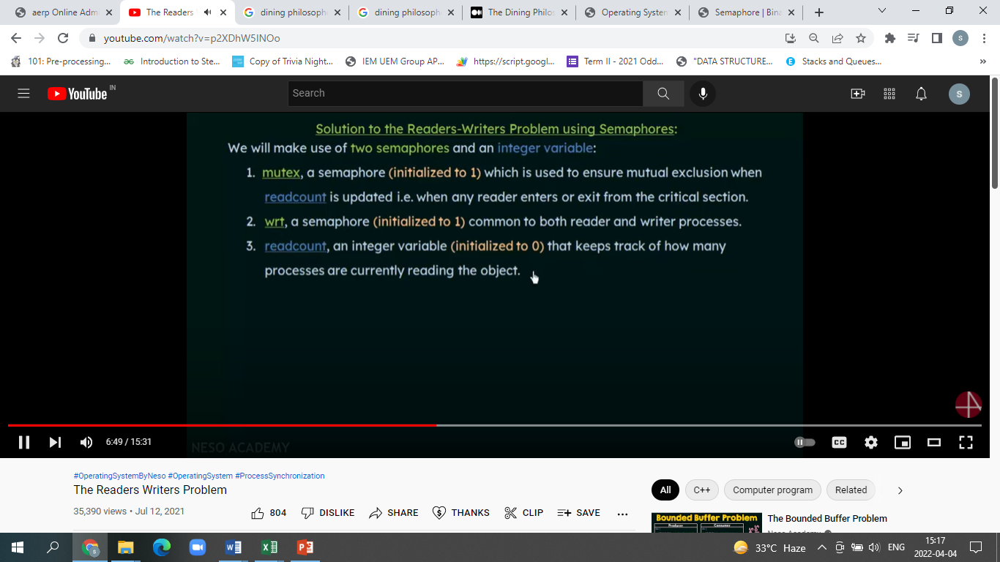 aerp Online Adm
The Readers
dining philosoph
dining philosoph
The Dining Philos
Operating System
Semaphore | Bina
youtube.com/watch?v=p2XDhW5INOo
S
101: Pre-processing...
Introduction to Ste...
Copy of Trivia Night...
IEM UEM Group AP...
https://script.googl...
Term II - 2021 Odd...
"DATA STRUCTURE...
Stacks and Queues...
»
YouTube IN
Search
S
Solution to the Readers-Writers Problem using Semaphores:
We will make use of two semaphores and an integer variable:
1. mutex, a semaphore (initialized to 1) which is used to ensure mutual exclusion when
readcount is updated i.e. when any reader enters or exit from the critical section.
2. wrt, a semaphore (initialized to 1) common to both reader and writer processes.
3. readcount, an integer variable (initialized to 0) that keeps track of how many
processes are currently reading the object.
6:49 / 15:31
NESO ACADEMY
CC
#OperatingSystemByNeso #OperatingSystem #ProcessSynchronization
The Readers Writers Problem
35,390 views • Jul 12, 2021
804
DISLIKE
SHARE
THANKS
CLIP
SAVE
...
All
C++
Computer program
Related
Bounded Buffer Problem
Producer
Consumer
The Bounded Buffer Problem
Neso Academy
33°C Haze
ENG
15:17
2022-04-04